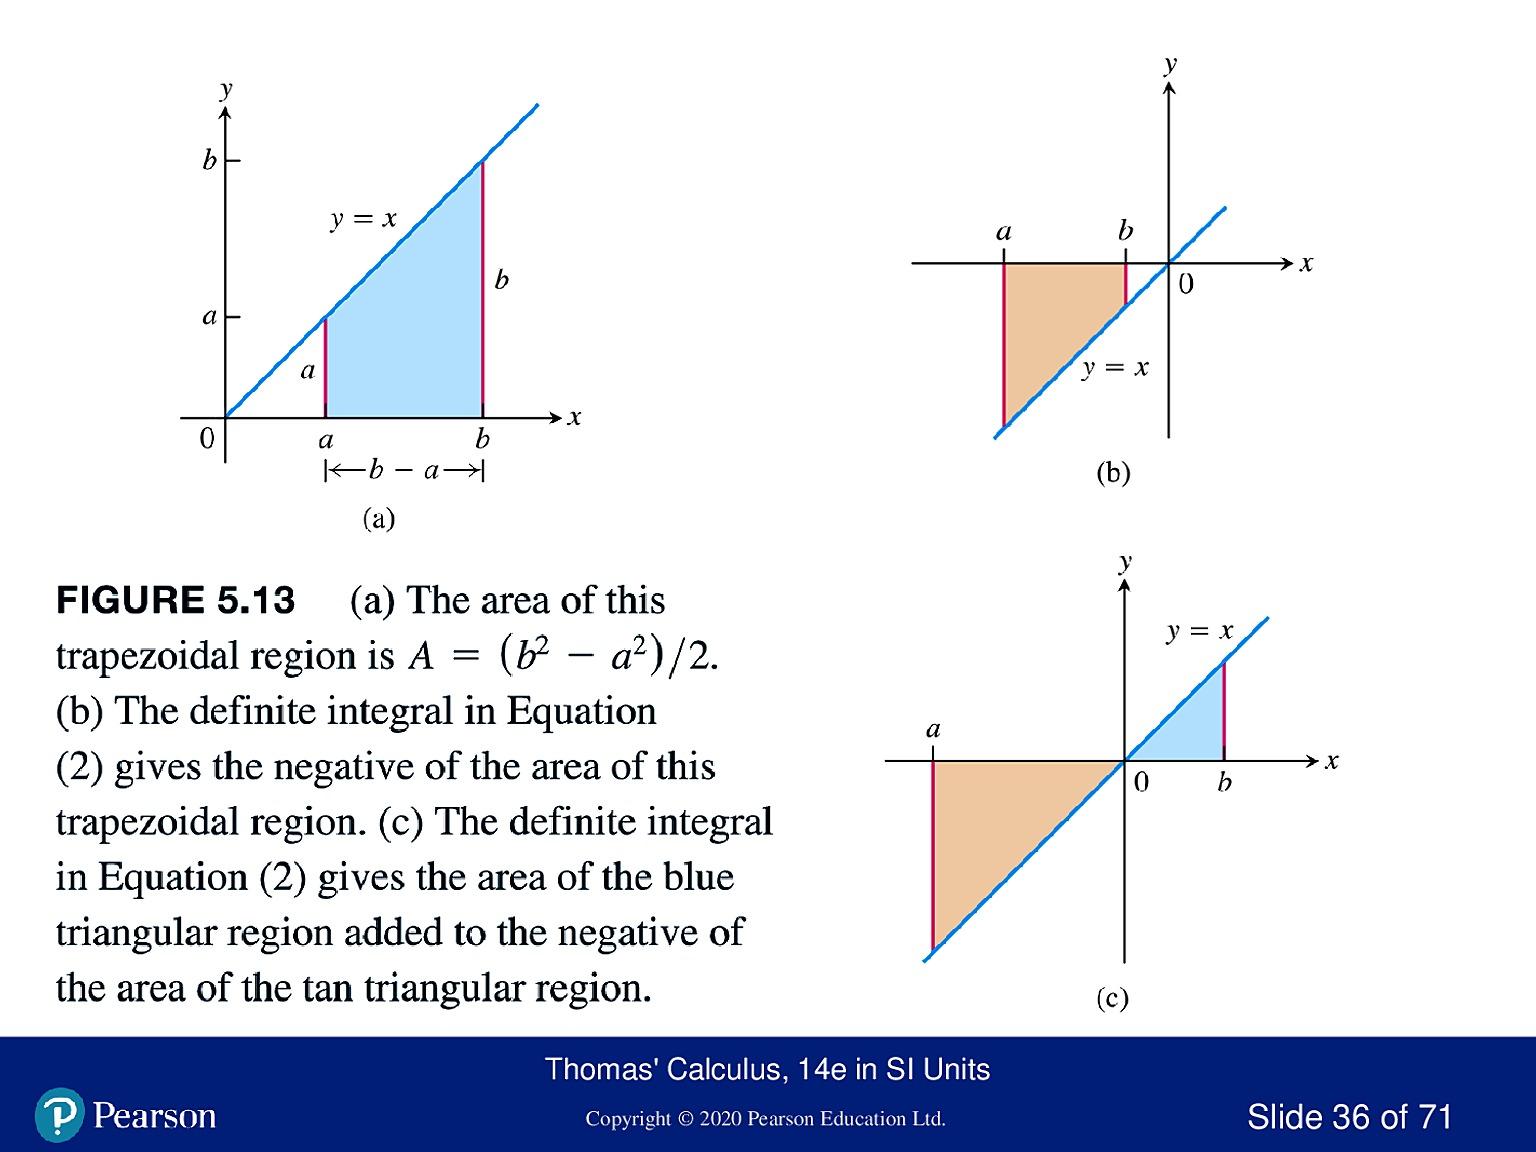 y
b
y = x
b
a
a
0 a b x
|←b − a→|
(a)
y
a b
x
0
y = x
(b)
FIGURE 5.13 (a) The area of this
trapezoidal region is A = (b² − a²)/2.
(b) The definite integral in Equation
(2) gives the negative of the area of this
trapezoidal region. (c) The definite integral
in Equation (2) gives the area of the blue
triangular region added to the negative of
the area of the tan triangular region.
y
y = x
a
x
0 b
(c)
Thomas' Calculus, 14e in SI Units
Pearson
Copyright © 2020 Pearson Education Ltd.
Slide 36 of 71